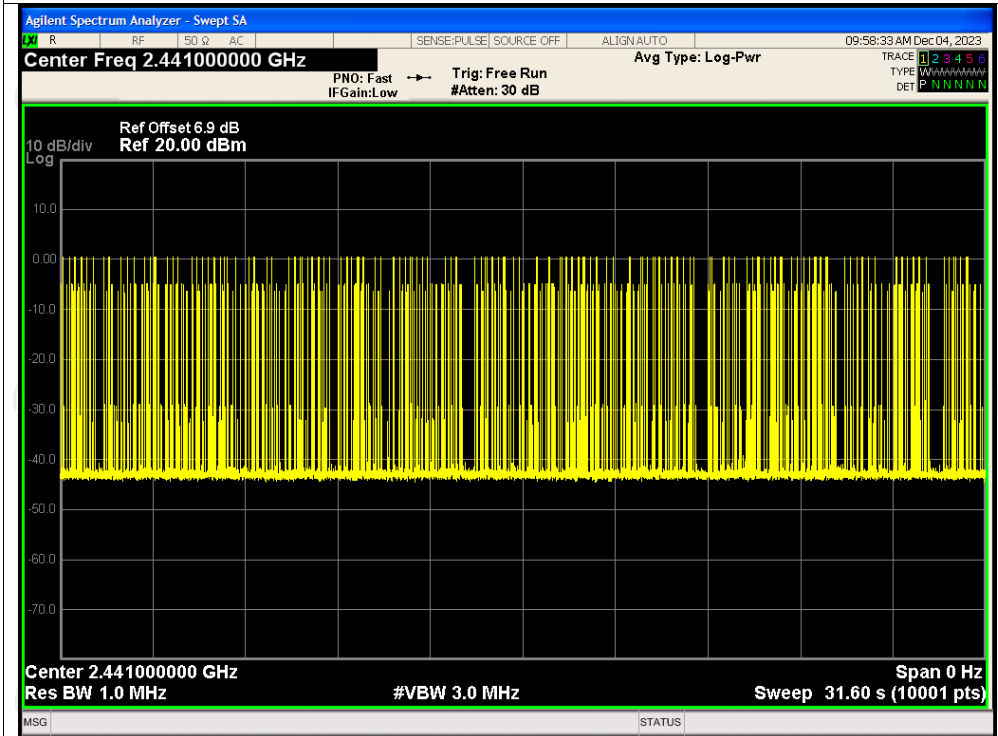 Agilent Spectrum Analyzer - Swept SA
LXI R RF 50 Ω AC SENSE:PULSE SOURCE OFF ALIGN AUTO 09:58:33 AM Dec 04, 2023
Center Freq 2.441000000 GHz Avg Type: Log-Pwr TRACE 1 2 3 4 5 6
PNO: Fast Trig: Free Run TYPE W
IFGain:Low #Atten: 30 dB DET P N N N N N
Ref Offset 6.9 dB
10 dB/div Ref 20.00 dBm
Log
10.0
0.00
-10.0
-20.0
-30.0
-40.0
-50.0
-60.0
-70.0
Center 2.441000000 GHz Span 0 Hz
Res BW 1.0 MHz #VBW 3.0 MHz Sweep 31.60 s (10001 pts)
MSG STATUS